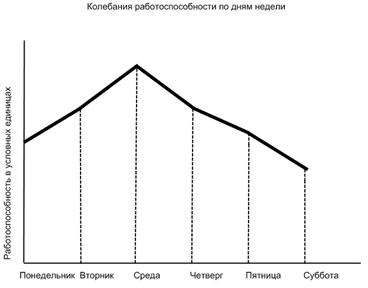 Колебания работоспособности по дням недели
Работоспособность в условных единицах
Понедельник Вторник Среда Четверг Пятница Суббота